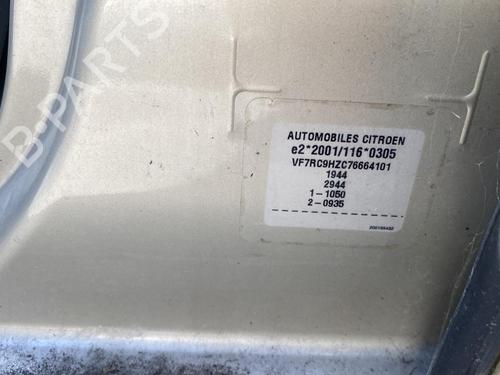 B-PARTS
AUTOMOBILES CITROEN
e2*2001/116*0305
VF7RC9HZC76664101
1944
2944
1-1050
2-0935